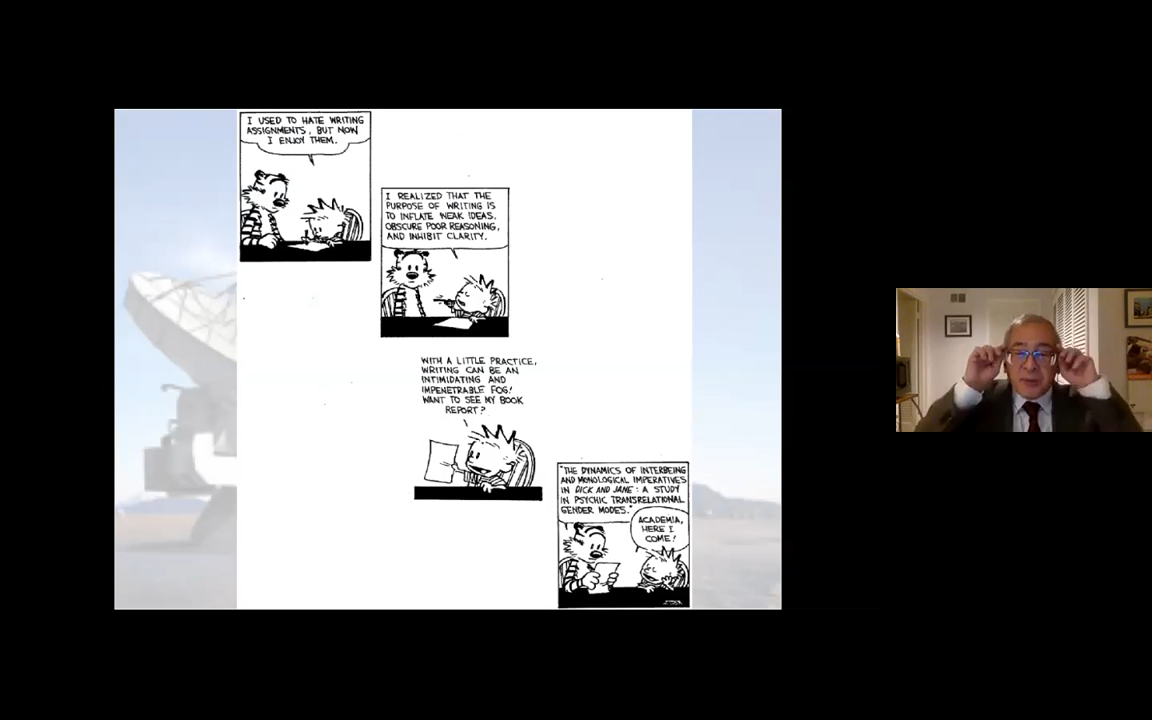 I USED TO HATE WRITING
ASSIGNMENTS, BUT NOW
I ENJOY THEM.
I REALIZED THAT THE
PURPOSE OF WRITING IS
TO INFLATE WEAK IDEAS,
OBSCURE POOR REASONING,
AND INHIBIT CLARITY.
WITH A LITTLE PRACTICE,
WRITING CAN BE AN
INTIMIDATING AND
IMPENETRABLE FOG!
WANT TO SEE MY BOOK
REPORT?
"THE DYNAMICS OF INTERBEING
AND MONOLOGICAL IMPERATIVES
IN DICK AND JANE: A STUDY
IN PSYCHIC TRANSRELATIONAL
GENDER MODES."
ACADEMIA,
HERE I
COME!